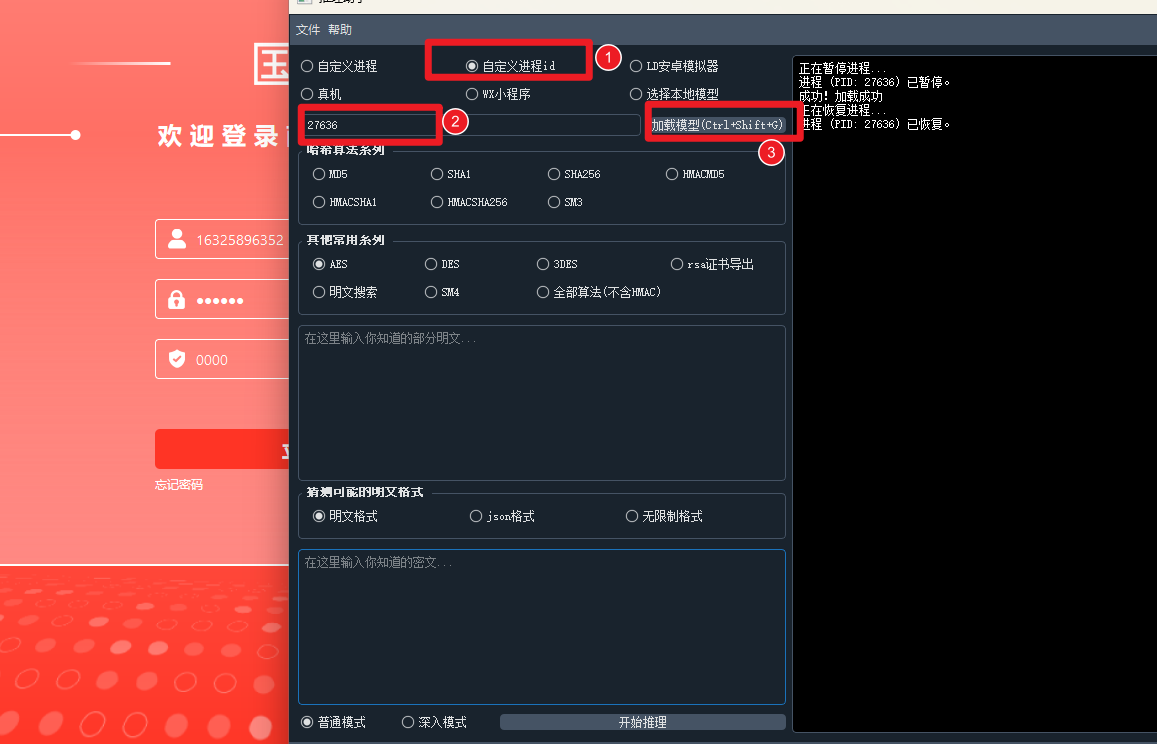 文件 帮助
自定义进程 自定义进程id 1 LD安卓模拟器
真机 WX小程序 选择本地模型
27636 2 加载模型(Ctrl+Shift+G)
3
哈希算法系列
MD5 SHA1 SHA256 HMACMD5
HMACSHA1 HMACSHA256 SM3
其他常用系列
AES DES 3DES rsa证书导出
明文搜索 SM4 全部算法(不含HMAC)
在这里输入你知道的部分明文...
猜测可能的明文格式
明文格式 json格式 无限制格式
在这里输入你知道的密文...
普通模式 深入模式 开始推理
正在暂停进程...
进程 (PID: 27636) 已暂停。
成功! 加载成功
正在恢复进程...
进程 (PID: 27636) 已恢复。
国
欢迎登录
16325896352
••••••
0000
忘记密码